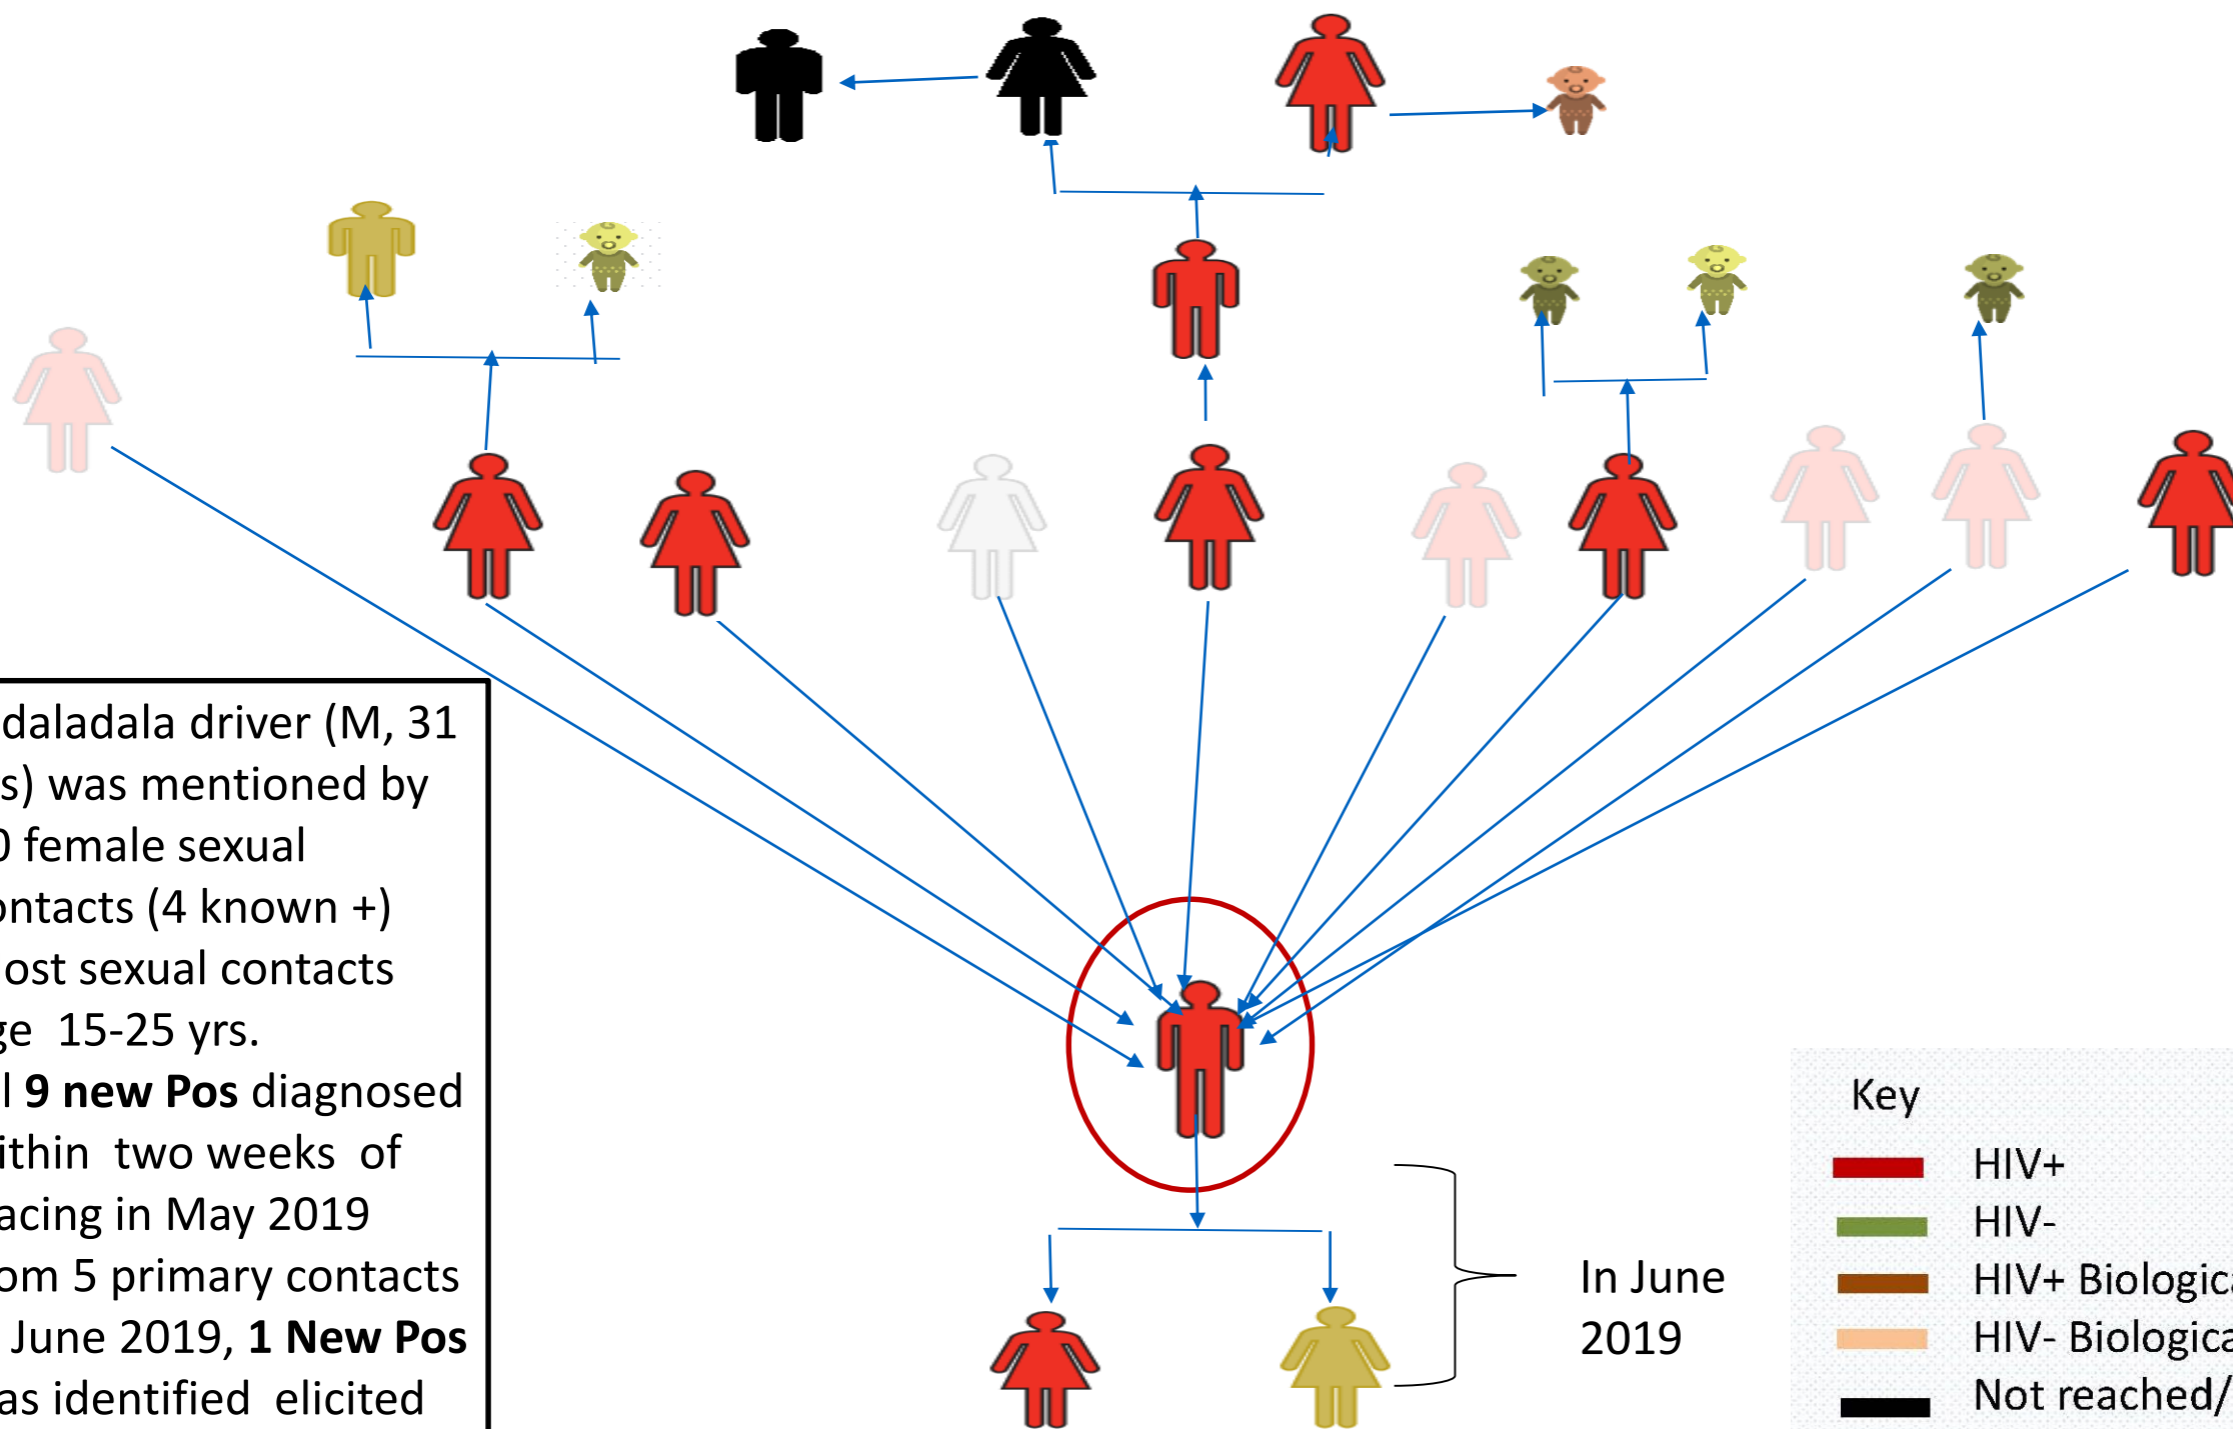 daladala driver (M, 31
s) was mentioned by
0 female sexual
ontacts (4 known +)
ost sexual contacts
ge 15-25 yrs.
l 9 new Pos diagnosed
ithin two weeks of
acing in May 2019
om 5 primary contacts
June 2019, 1 New Pos
as identified elicited
In June
2019
Key
HIV+
HIV-
HIV+ Biologica
HIV- Biologica
Not reached/